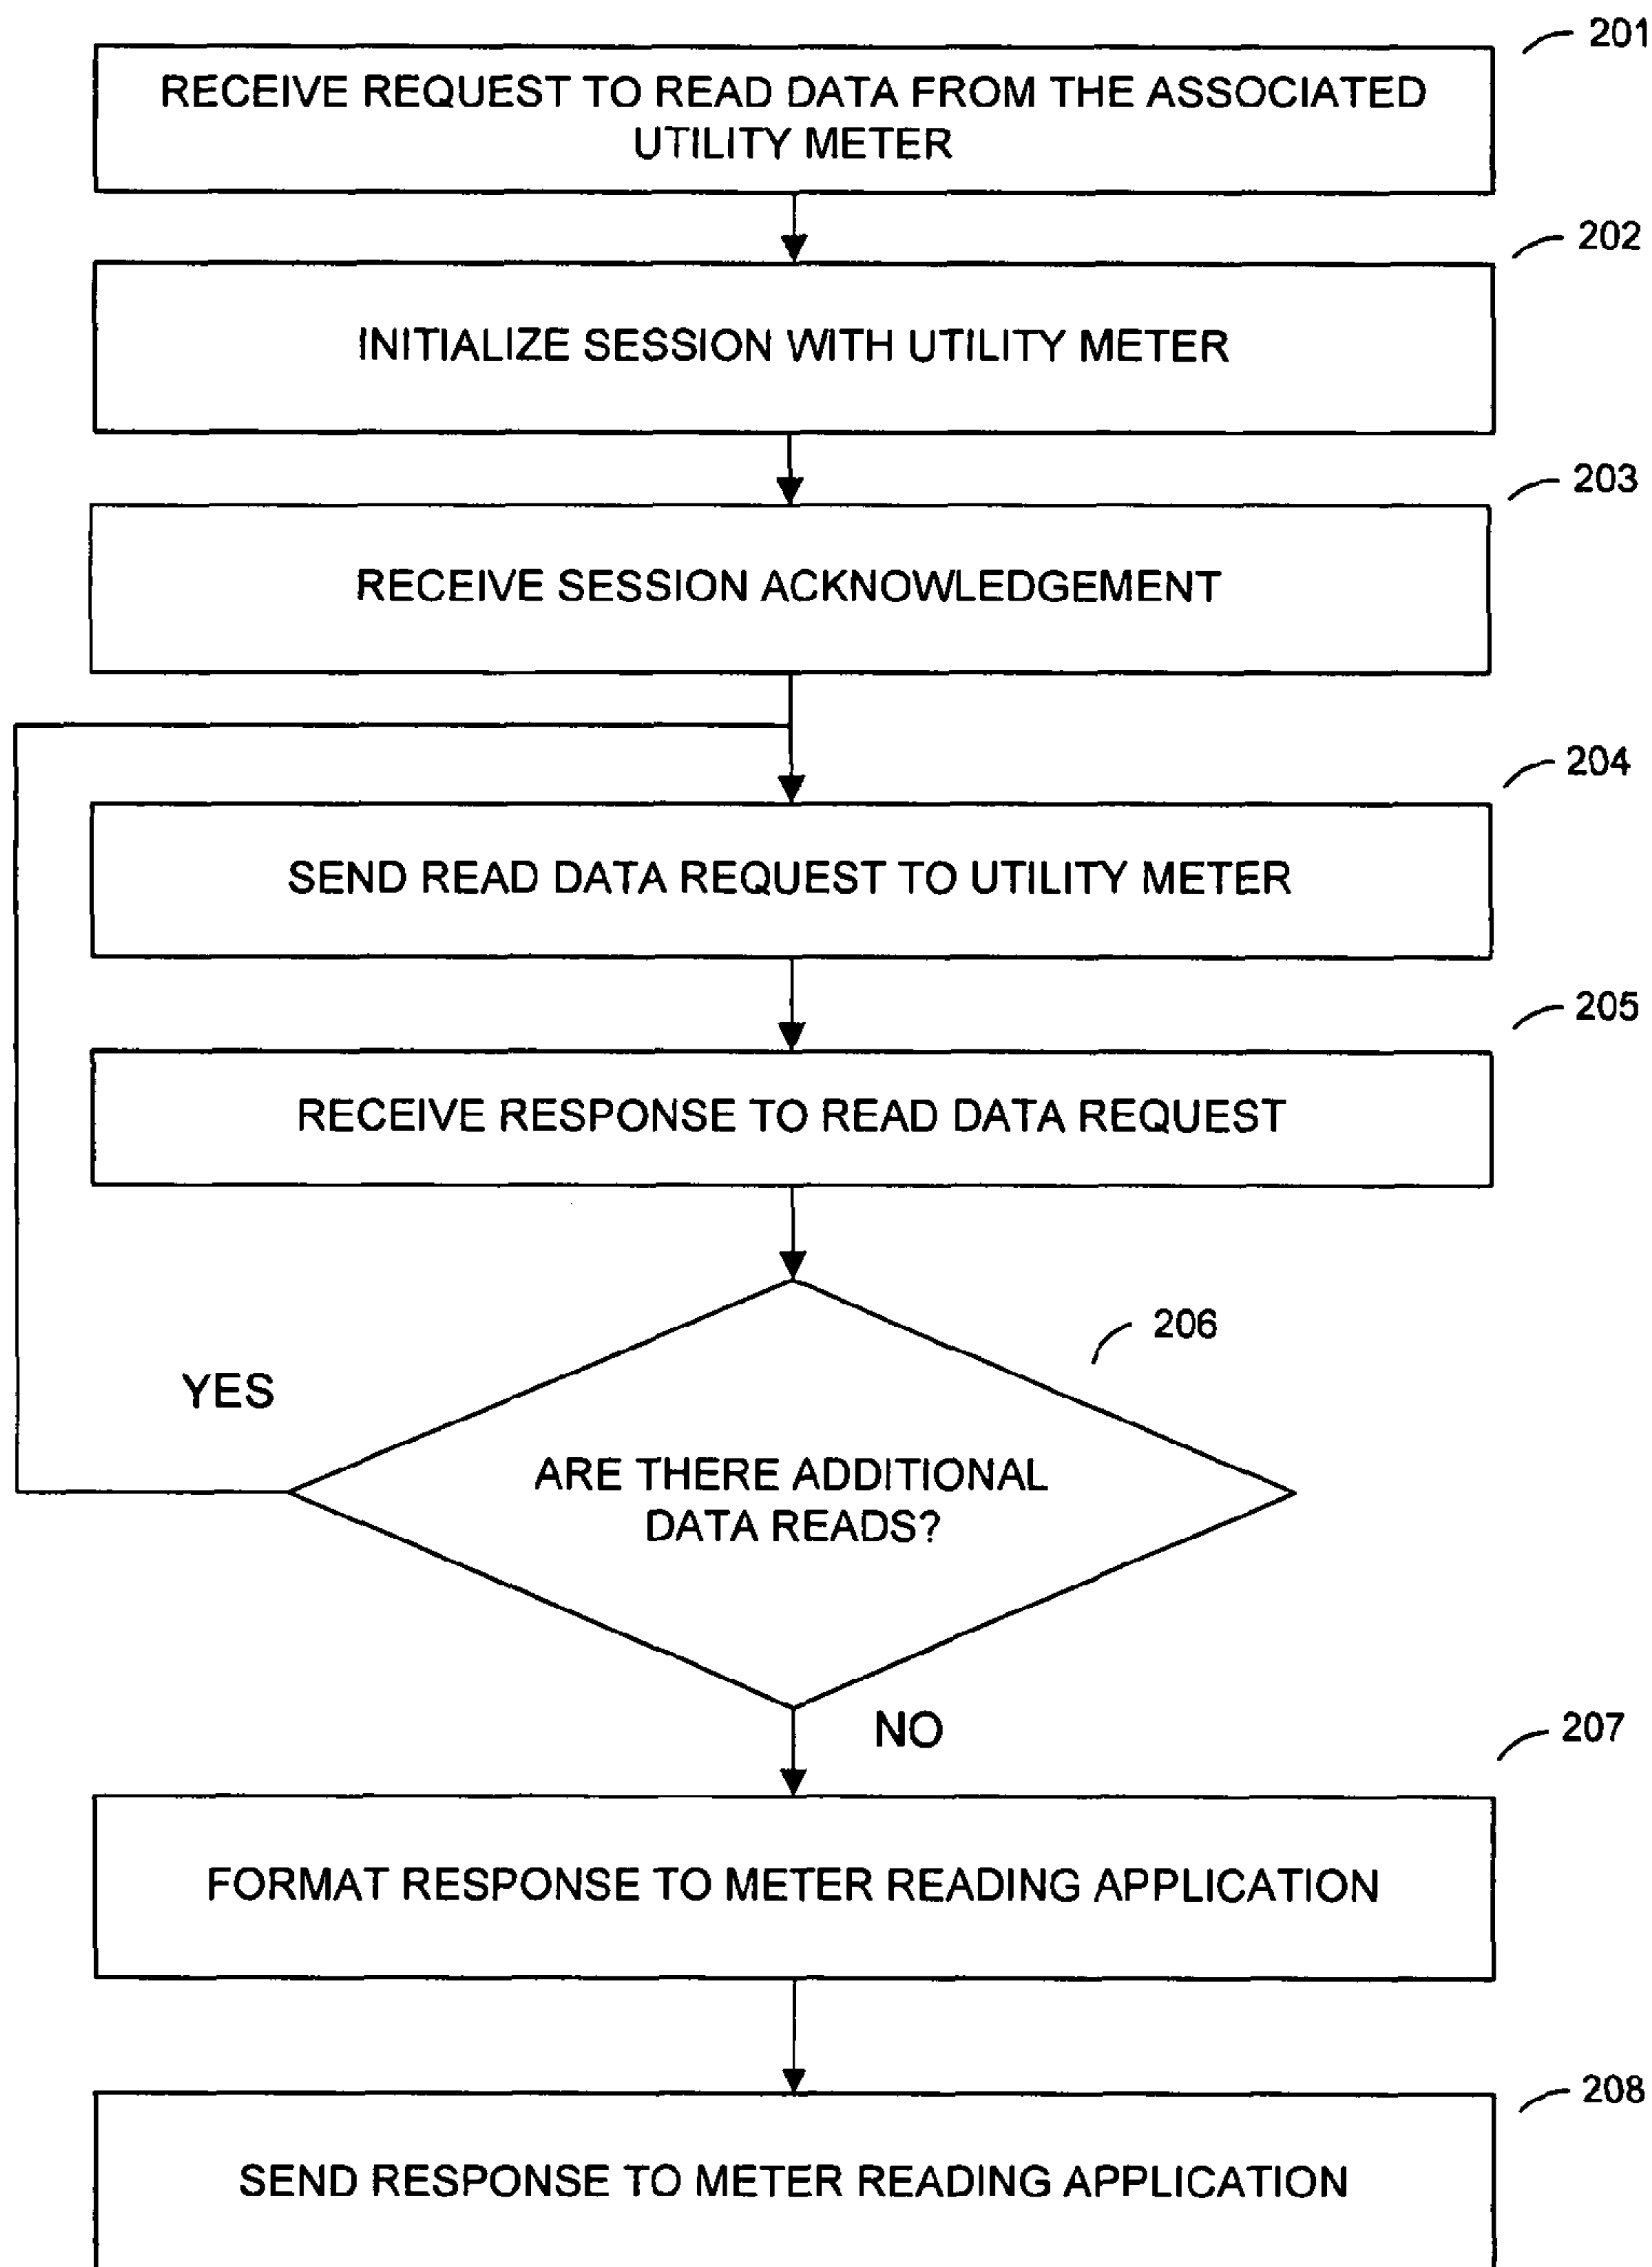 201
RECEIVE REQUEST TO READ DATA FROM THE ASSOCIATED
UTILITY METER
202
INITIALIZE SESSION WITH UTILITY METER
203
RECEIVE SESSION ACKNOWLEDGEMENT
204
SEND READ DATA REQUEST TO UTILITY METER
205
RECEIVE RESPONSE TO READ DATA REQUEST
206
YES
ARE THERE ADDITIONAL
DATA READS?
NO
207
FORMAT RESPONSE TO METER READING APPLICATION
208
SEND RESPONSE TO METER READING APPLICATION